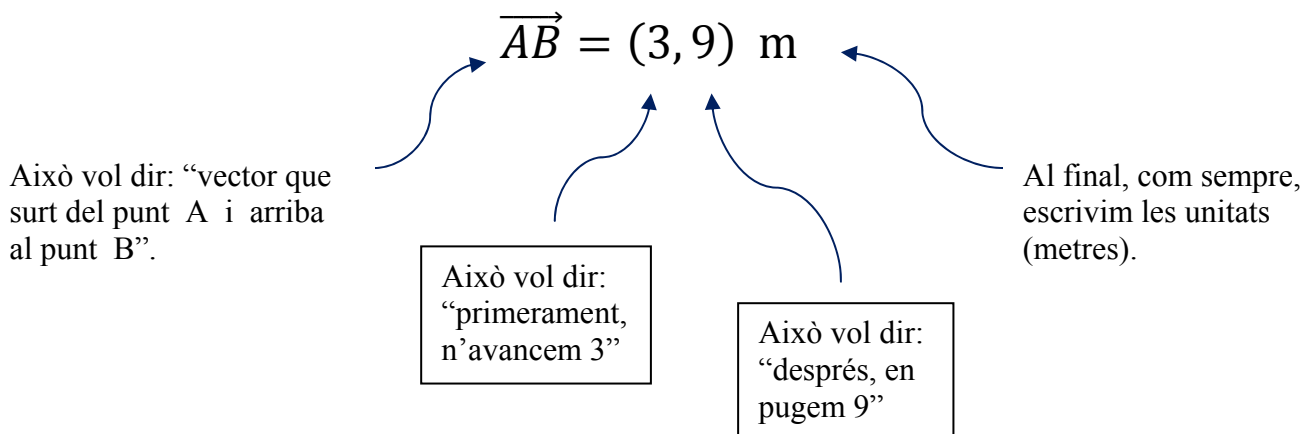 AB = (3, 9) m
Això vol dir: “vector que
surt del punt A i arriba
al punt B”.
Això vol dir:
“primerament,
n’avancem 3”
Això vol dir:
“després, en
pugem 9”
Al final, com sempre,
escrivim les unitats
(metres).